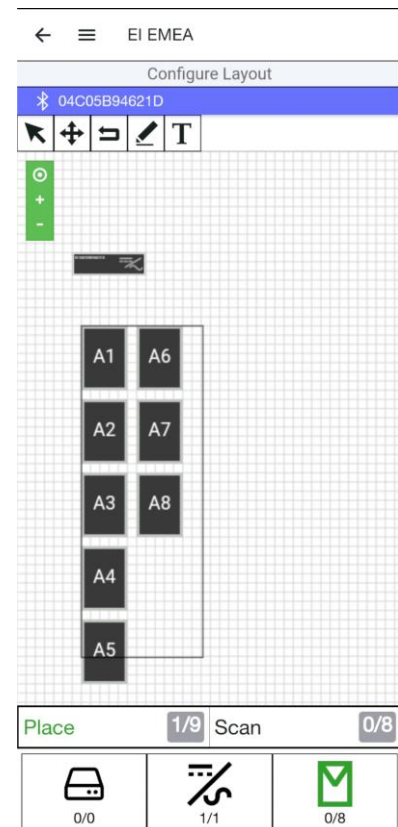 EI EMEA
Configure Layout
04C05B94621D
T
+
-
A1 A6
A2 A7
A3 A8
A4
A5
Place 1/9 Scan 0/8
0/0 1/1 0/8